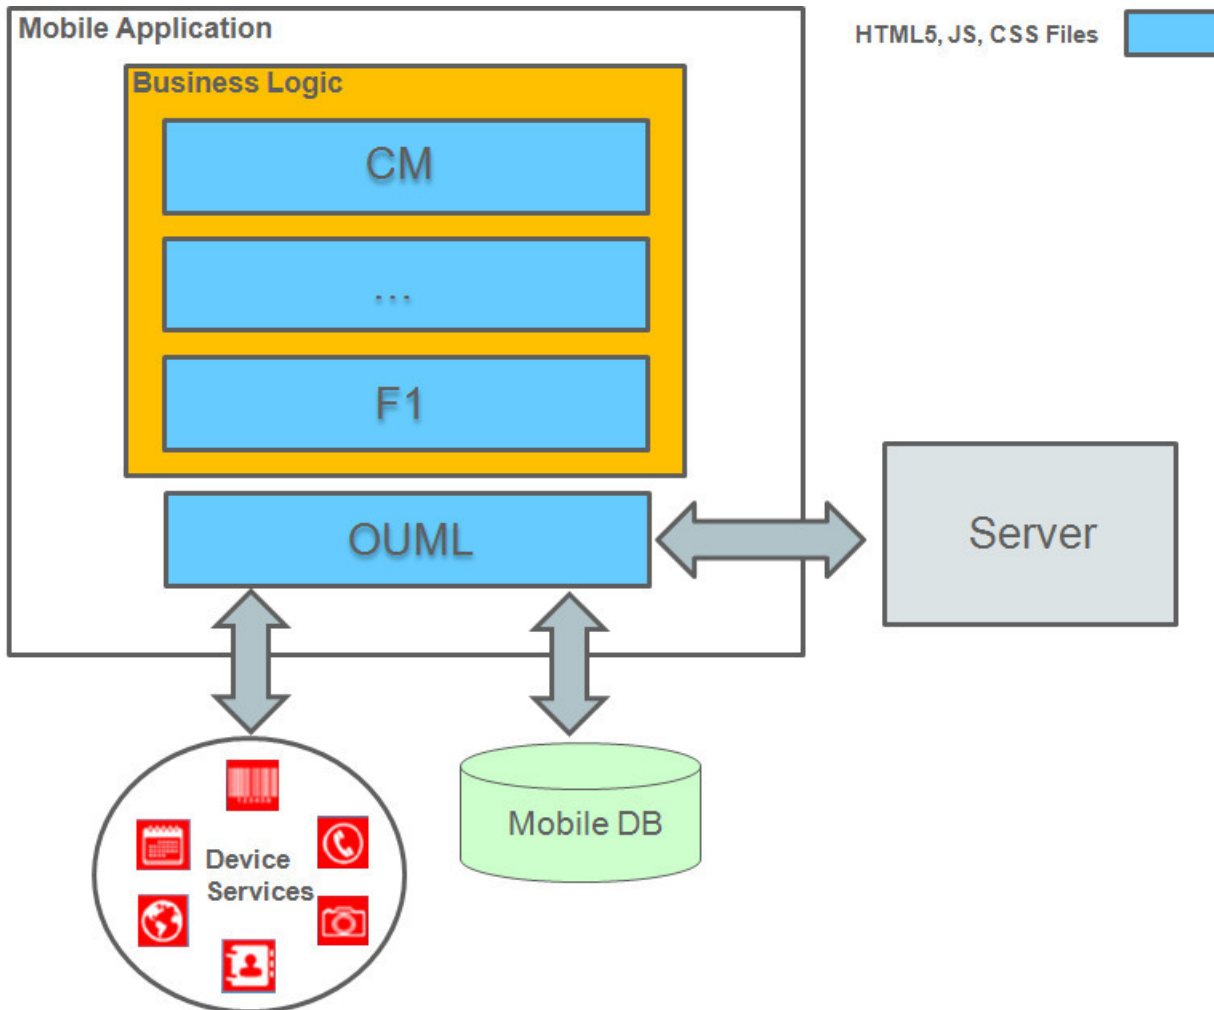 Mobile Application
HTML5, JS, CSS Files
Business Logic
CM
...
F1
OUML
Server
Device
Services
Mobile DB